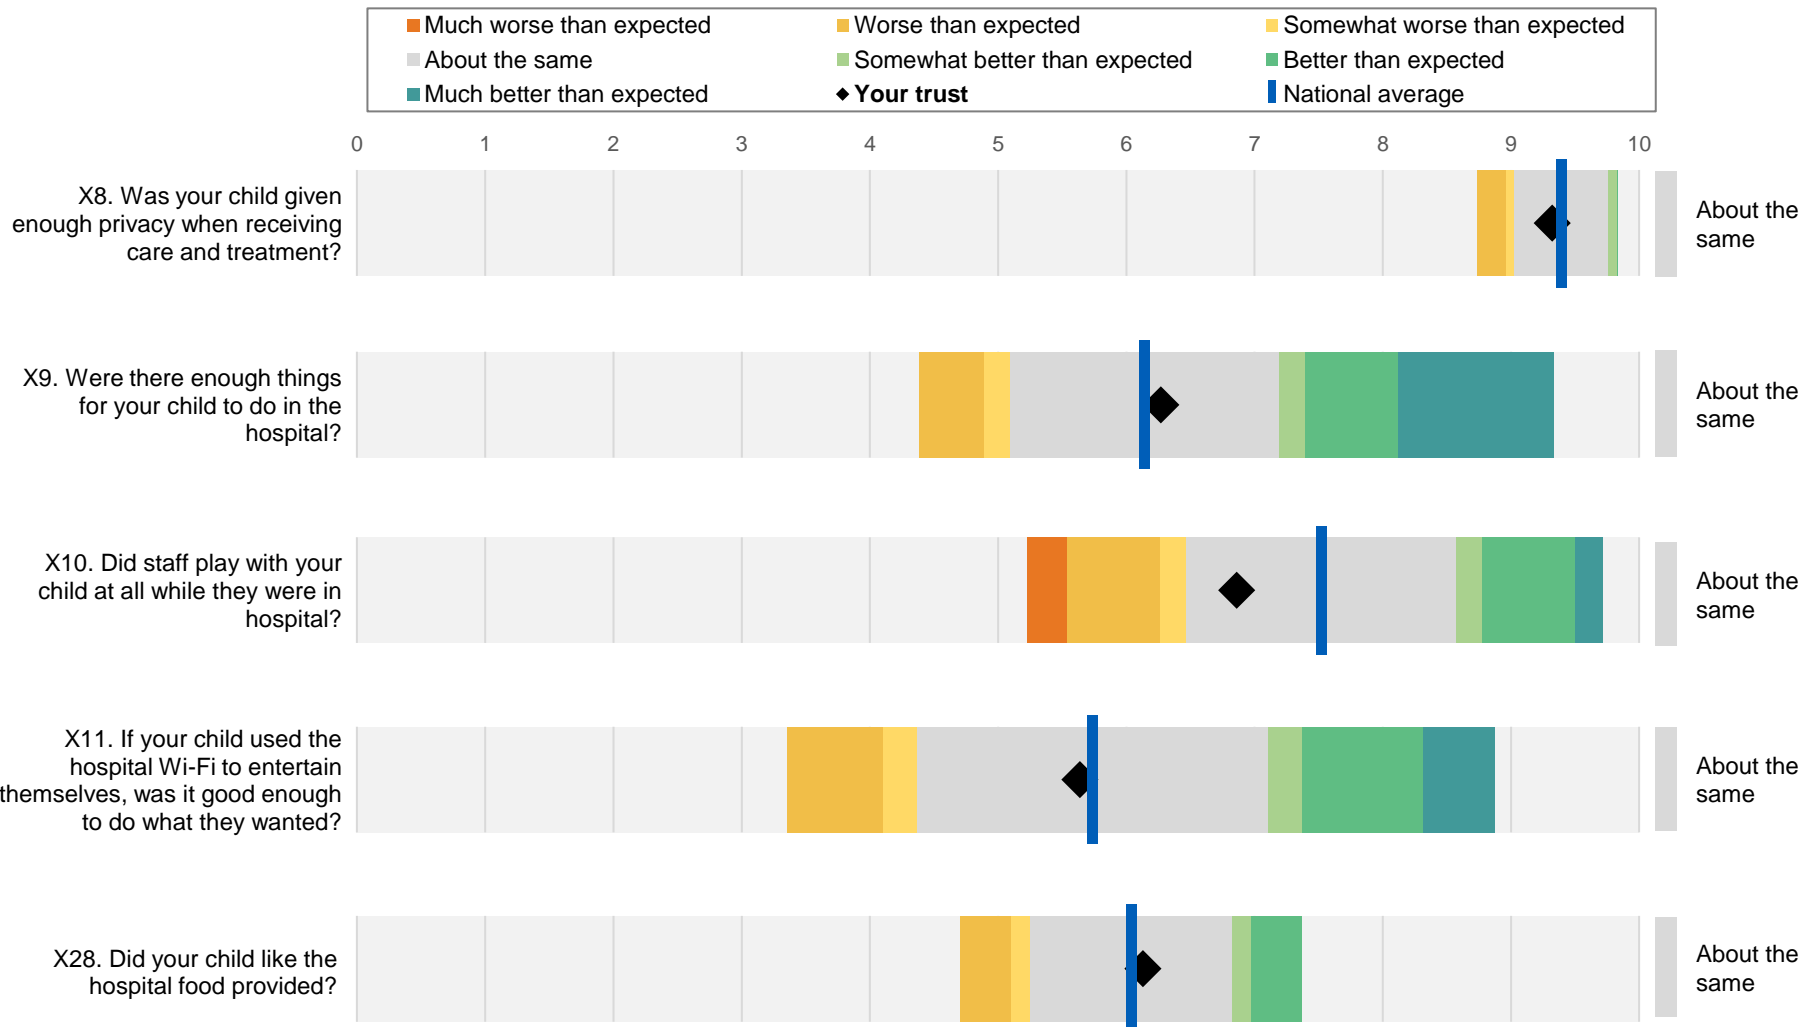 Much worse than expected
Worse than expected
Somewhat worse than expected
About the same
Somewhat better than expected
Better than expected
Much better than expected
Your trust
National average
0 1 2 3 4 5 6 7 8 9 10
X8. Was your child given
enough privacy when receiving
care and treatment?
About the
same
X9. Were there enough things
for your child to do in the
hospital?
About the
same
X10. Did staff play with your
child at all while they were in
hospital?
About the
same
X11. If your child used the
hospital Wi-Fi to entertain
themselves, was it good enough
to do what they wanted?
About the
same
X28. Did your child like the
hospital food provided?
About the
same